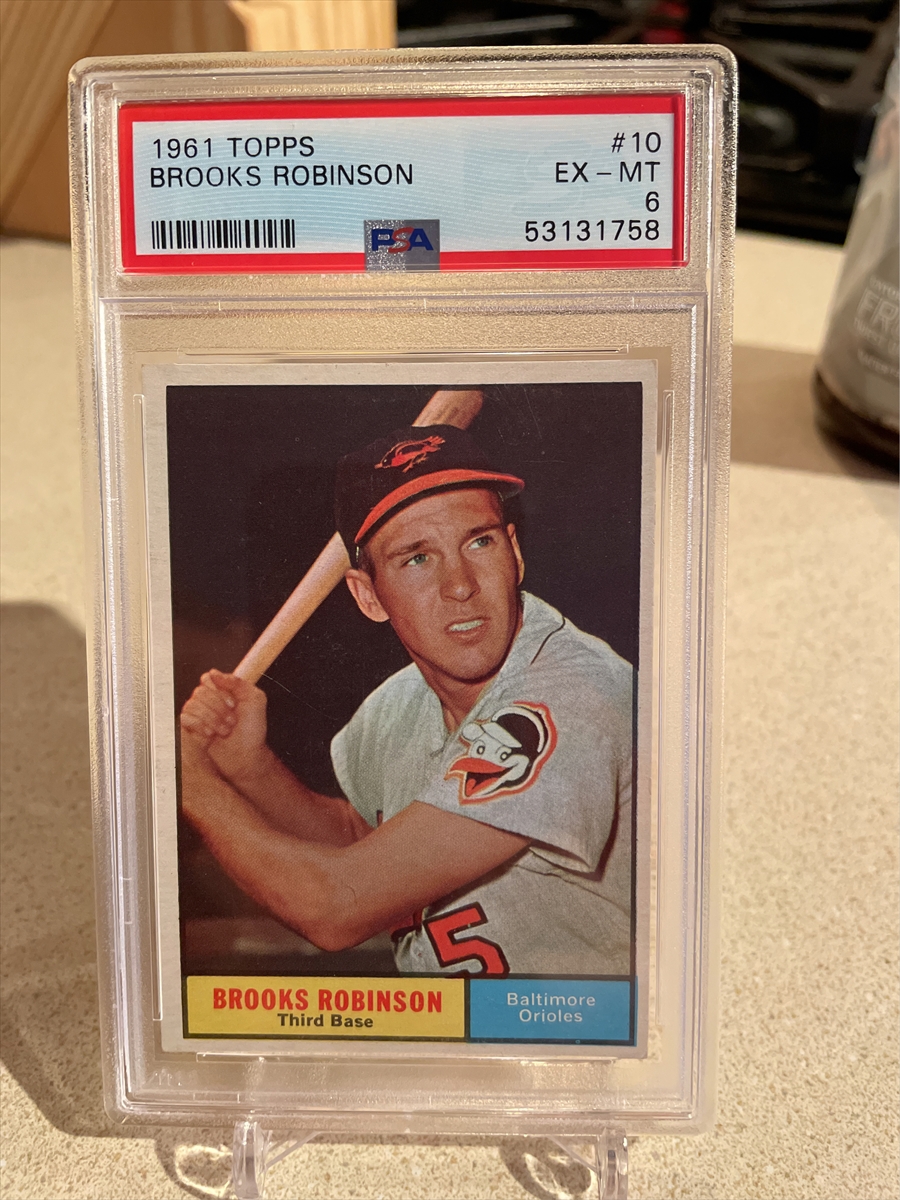 1961 TOPPS
#10
BROOKS ROBINSON
EX – MT
6
PSA
53131758
BROOKS ROBINSON
Third Base
Baltimore
Orioles
5